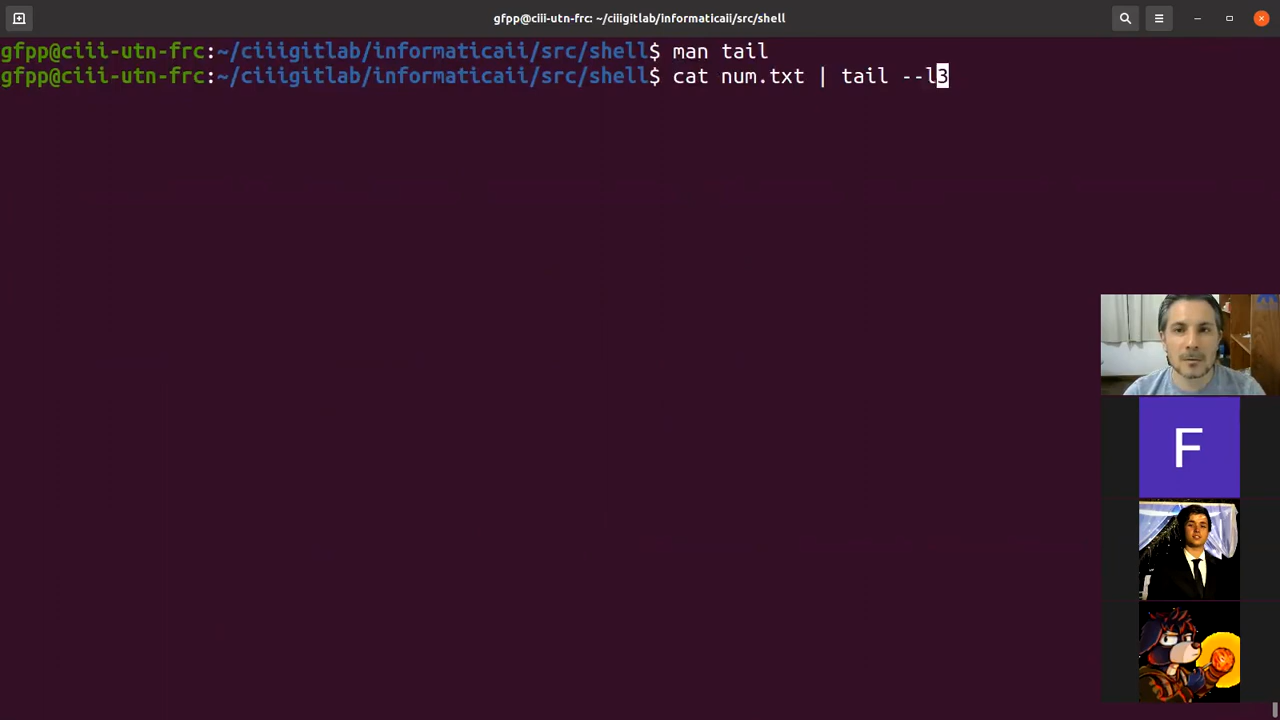 gfpp@ciii-utn-frc: ~/ciiigitlab/informaticaii/src/shell
gfpp@ciii-utn-frc:~/ciiigitlab/informaticaii/src/shell$ man tail
gfpp@ciii-utn-frc:~/ciiigitlab/informaticaii/src/shell$ cat num.txt | tail --l3
F